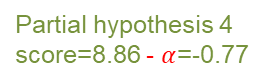 Partial hypothesis 4
score=8.86 - α=-0.77